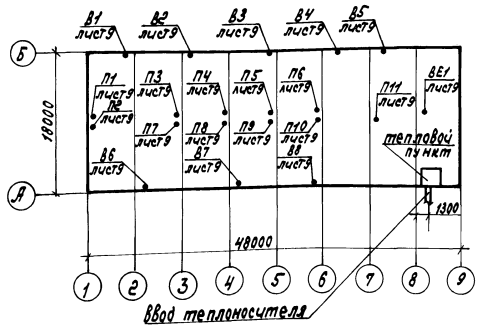 В1 В2 В3 В4 В5
лист9 лист9 лист9 лист9 лист9
Б
П1 П3 П4 П5 П6 П11 ВЕ1
лист9 лист9 лист9 лист9 лист9 лист9 лист9
П2
лист9
П7 П8 П9 П10
лист9 лист9 лист9 лист9
18000
тепловой
пункт
В6 В7 В8
лист9 лист9 лист9
А
1300
48000
1 2 3 4 5 6 7 8 9
ввод теплоносителя